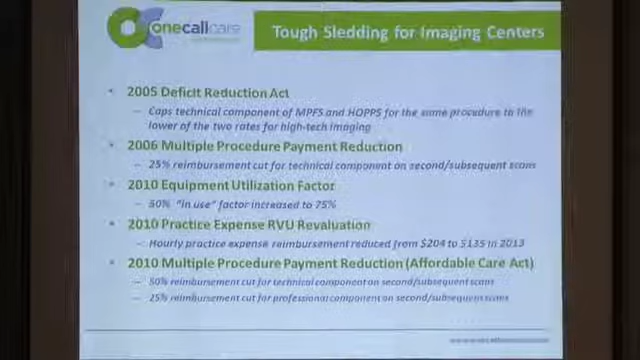 onecallcare
Tough Sledding for Imaging Centers
• 2005 Deficit Reduction Act
– Caps technical component of MPFS and HOPPS for the same procedure to the
lower of the two rates for high-tech imaging
• 2006 Multiple Procedure Payment Reduction
– 25% reimbursement cut for technical component on second/subsequent scans
• 2010 Equipment Utilization Factor
– 50% "in use" factor increased to 75%
• 2010 Practice Expense RVU Revaluation
– Hourly practice expense reimbursement reduced from $204 to $135 in 2013
• 2010 Multiple Procedure Payment Reduction (Affordable Care Act)
– 50% reimbursement cut for technical component on second/subsequent scans
– 25% reimbursement cut for professional component on second/subsequent scans